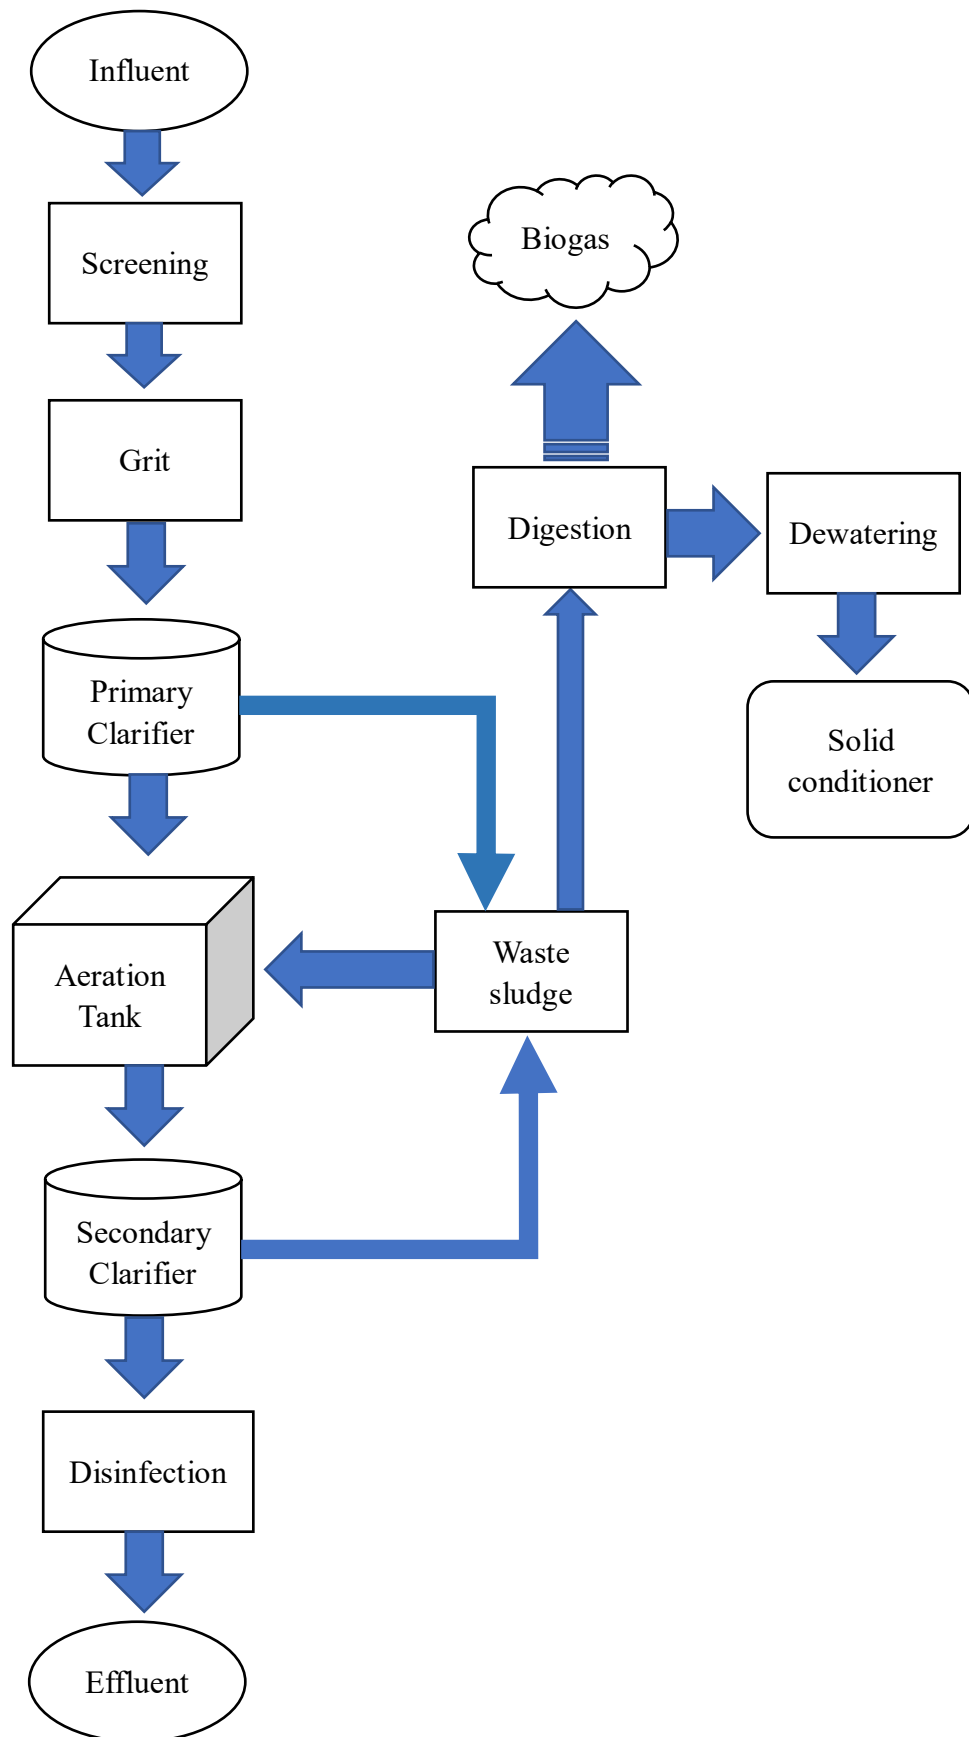 Influent
Screening
Grit
Primary
Clarifier
Aeration
Tank
Secondary
Clarifier
Disinfection
Effluent
Biogas
Digestion
Dewatering
Solid
conditioner
Waste
sludge